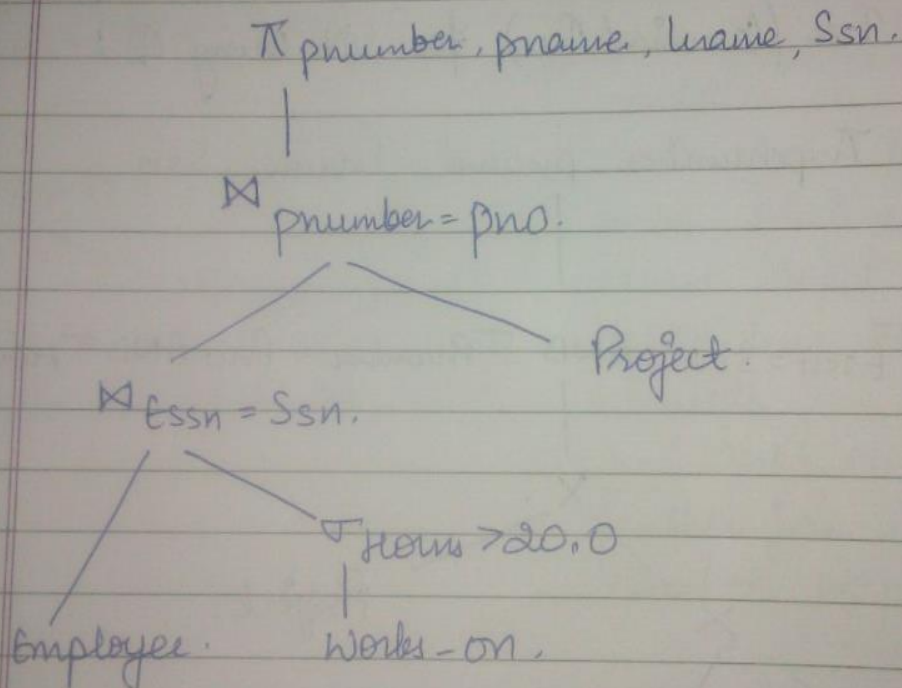 π pnumber, pname, lname, Ssn.
⋈ pnumber = pno.
Project.
⋈ Essn = Ssn.
σ Hours >20.0
Employee.
Works-on.